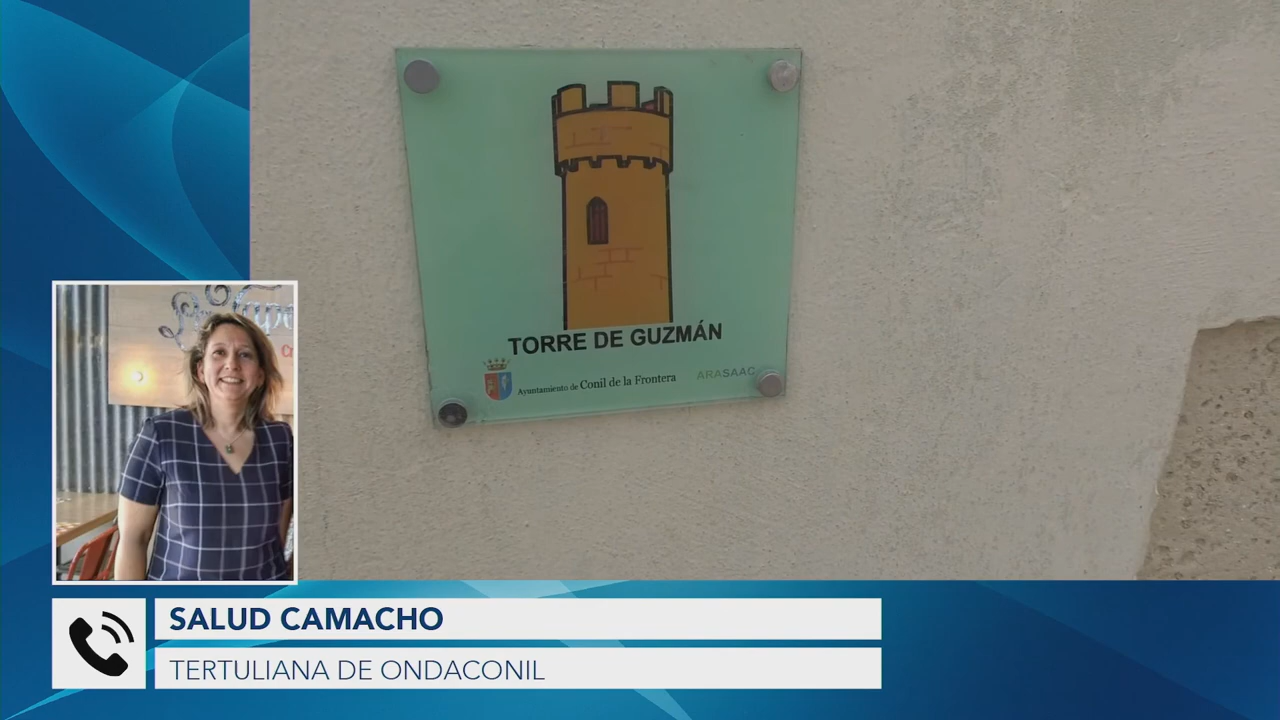 TORRE DE GUZMÁN
Ayuntamiento de Conil de la Frontera
ARASAAC
SALUD CAMACHO
TERTULIANA DE ONDACONIL